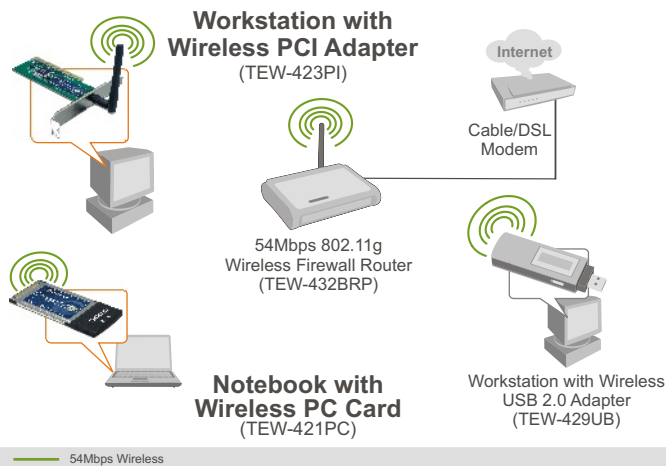 Workstation with
Wireless PCI Adapter
(TEW-423PI)
Internet
Cable/DSL
Modem
54Mbps 802.11g
Wireless Firewall Router
(TEW-432BRP)
Notebook with
Wireless PC Card
(TEW-421PC)
Workstation with Wireless
USB 2.0 Adapter
(TEW-429UB)
54Mbps Wireless